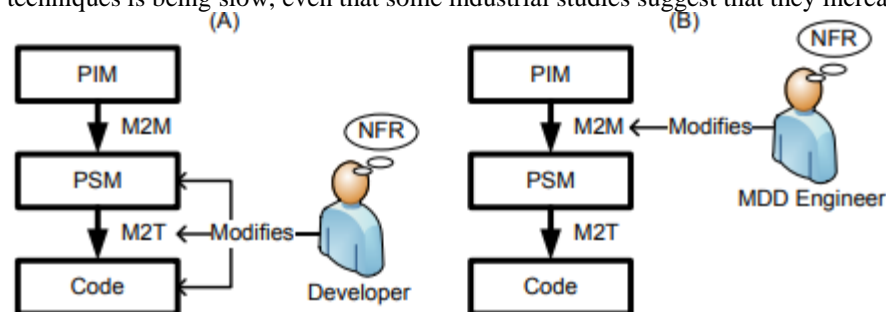 techniques is being slow, even that some industrial studies suggest that they increa
(A)
(B)
NFR
PIM
PIM
M2M
M2M
Modifies
NFR
PSM
PSM
MDD Engineer
M2T
Modifies
M2T
Code
Developer
Code